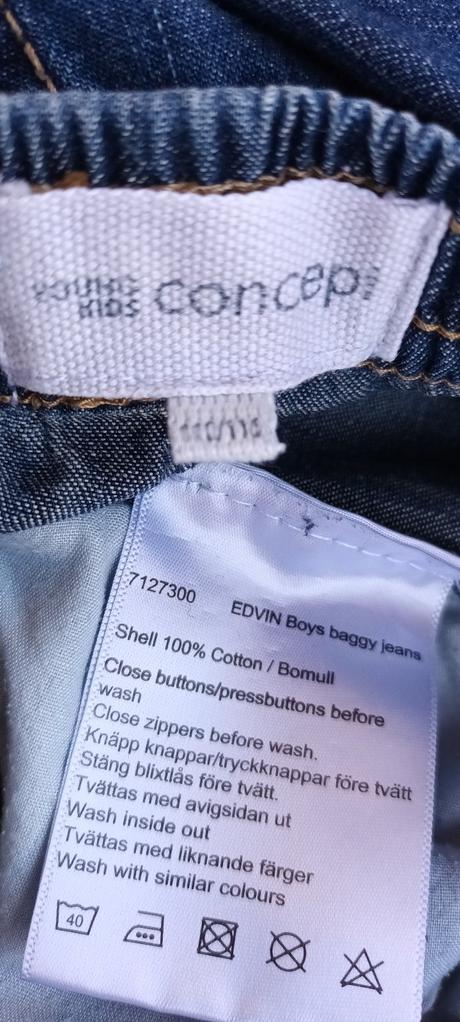 YOUNG
KIDS concept
110/116
7127300 EDVIN Boys baggy jeans
Shell 100% Cotton / Bomull
Close buttons/pressbuttons before
wash
Close zippers before wash.
Knäpp knappar/tryckknappar före tvätt
Stäng blixtlås före tvätt.
Tvättas med avigsidan ut
Wash inside out
Tvättas med liknande färger
Wash with similar colours
40